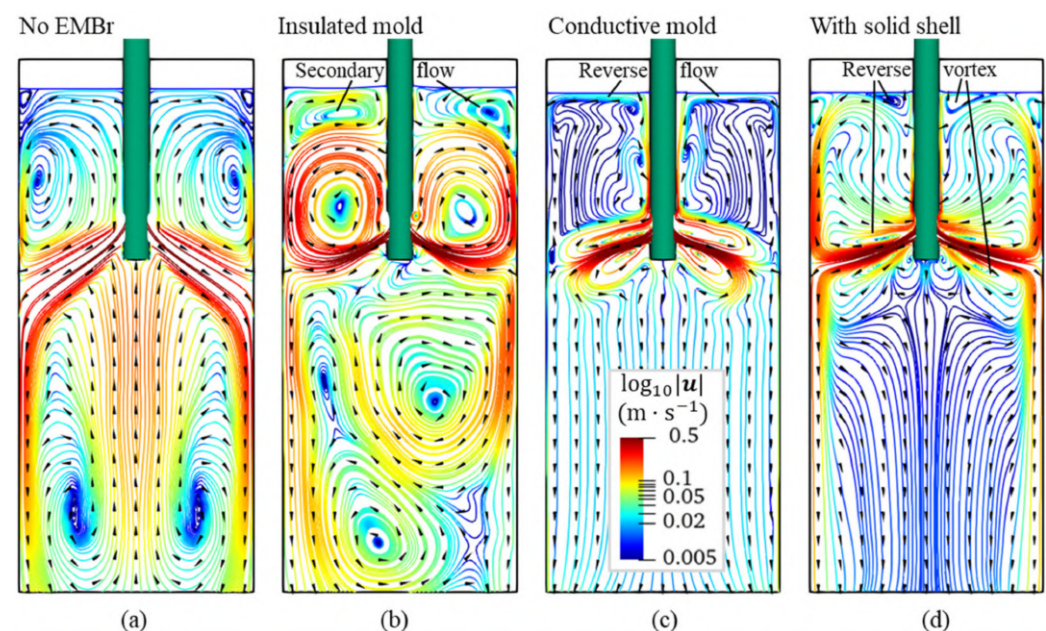 No EMBr
Insulated mold
Conductive mold
With solid shell
Secondary flow
Reverse flow
Reverse vortex
log₁₀|u|
(m · s⁻¹)
0.5
0.1
0.05
0.02
0.005
(a)
(b)
(c)
(d)